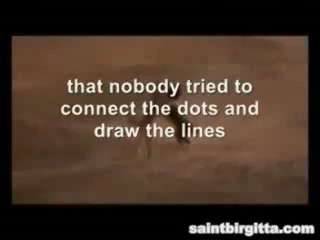 that nobody tried to
connect the dots and
draw the lines
saintbirgitta.com